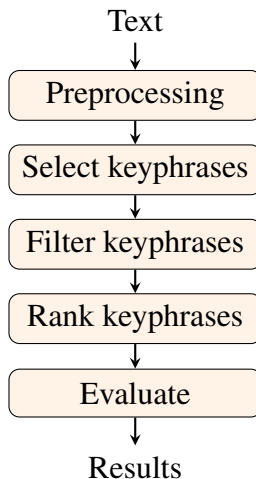 Text
Preprocessing
Select keyphrases
Filter keyphrases
Rank keyphrases
Evaluate
Results